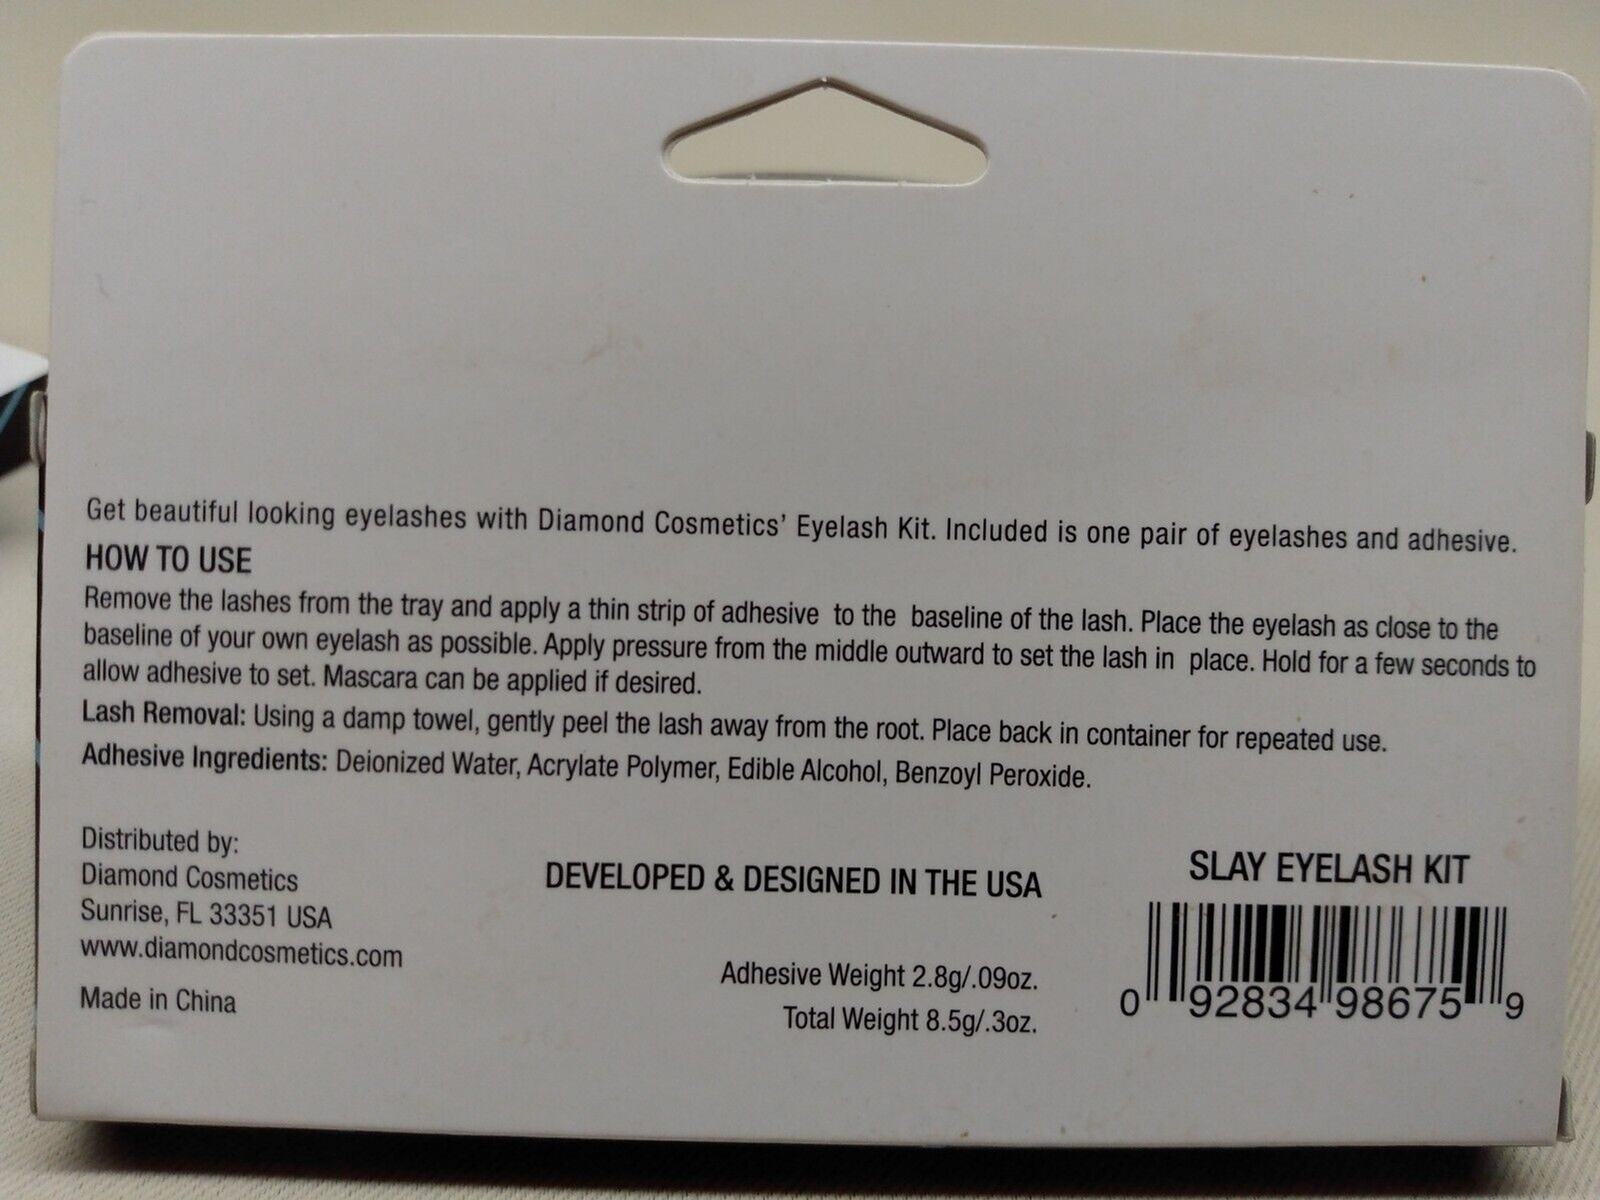 Get beautiful looking eyelashes with Diamond Cosmetics' Eyelash Kit. Included is one pair of eyelashes and adhesive.
HOW TO USE
Remove the lashes from the tray and apply a thin strip of adhesive to the baseline of the lash. Place the eyelash as close to the
baseline of your own eyelash as possible. Apply pressure from the middle outward to set the lash in place. Hold for a few seconds to
allow adhesive to set. Mascara can be applied if desired.
Lash Removal: Using a damp towel, gently peel the lash away from the root. Place back in container for repeated use.
Adhesive Ingredients: Deionized Water, Acrylate Polymer, Edible Alcohol, Benzoyl Peroxide.
Distributed by:
Diamond Cosmetics
Sunrise, FL 33351 USA
www.diamondcosmetics.com
Made in China
DEVELOPED & DESIGNED IN THE USA
Adhesive Weight 2.8g/.09oz.
Total Weight 8.5g/.3oz.
SLAY EYELASH KIT
0 92834 98675 9